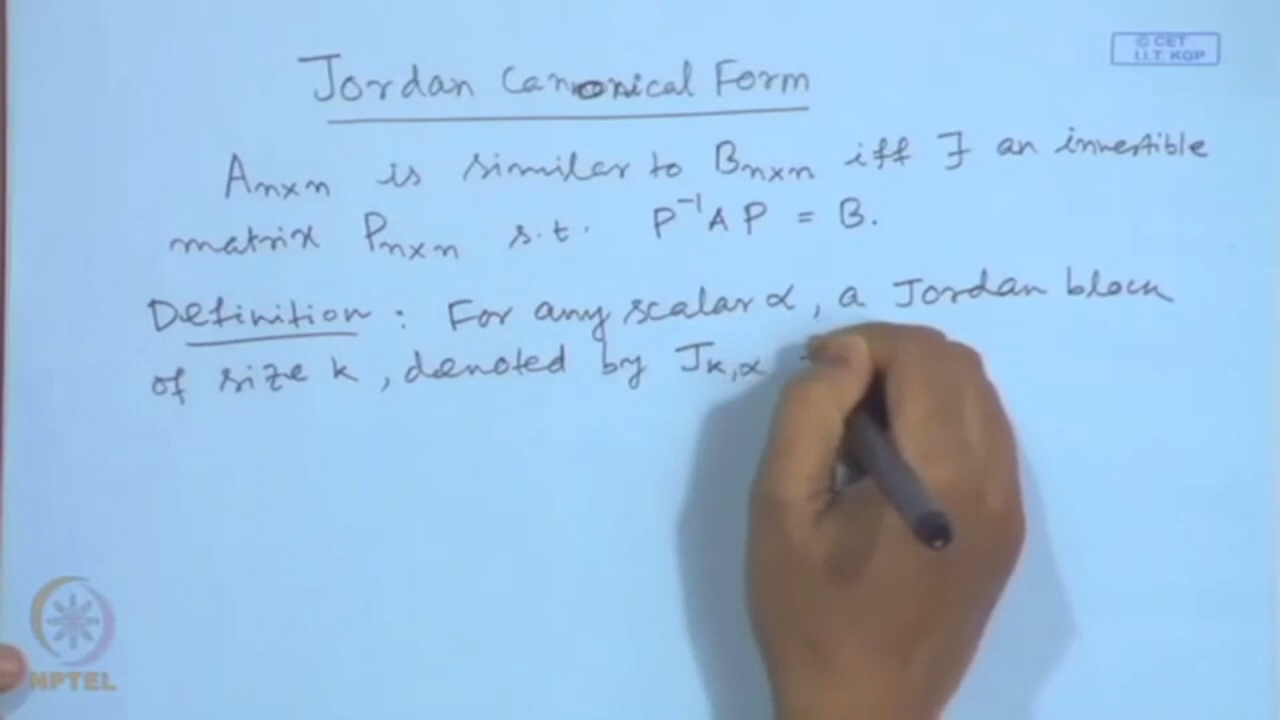 © CET
I.I.T. KGP
Jordan Canonical Form
Aₙₓₙ is similar to Bₙₓₙ iff ∃ an invertible
matrix Pₙₓₙ s.t. P⁻¹AP = B.
Definition : For any scalar α, a Jordan block
of size k, denoted by J_{k,α}
NPTEL